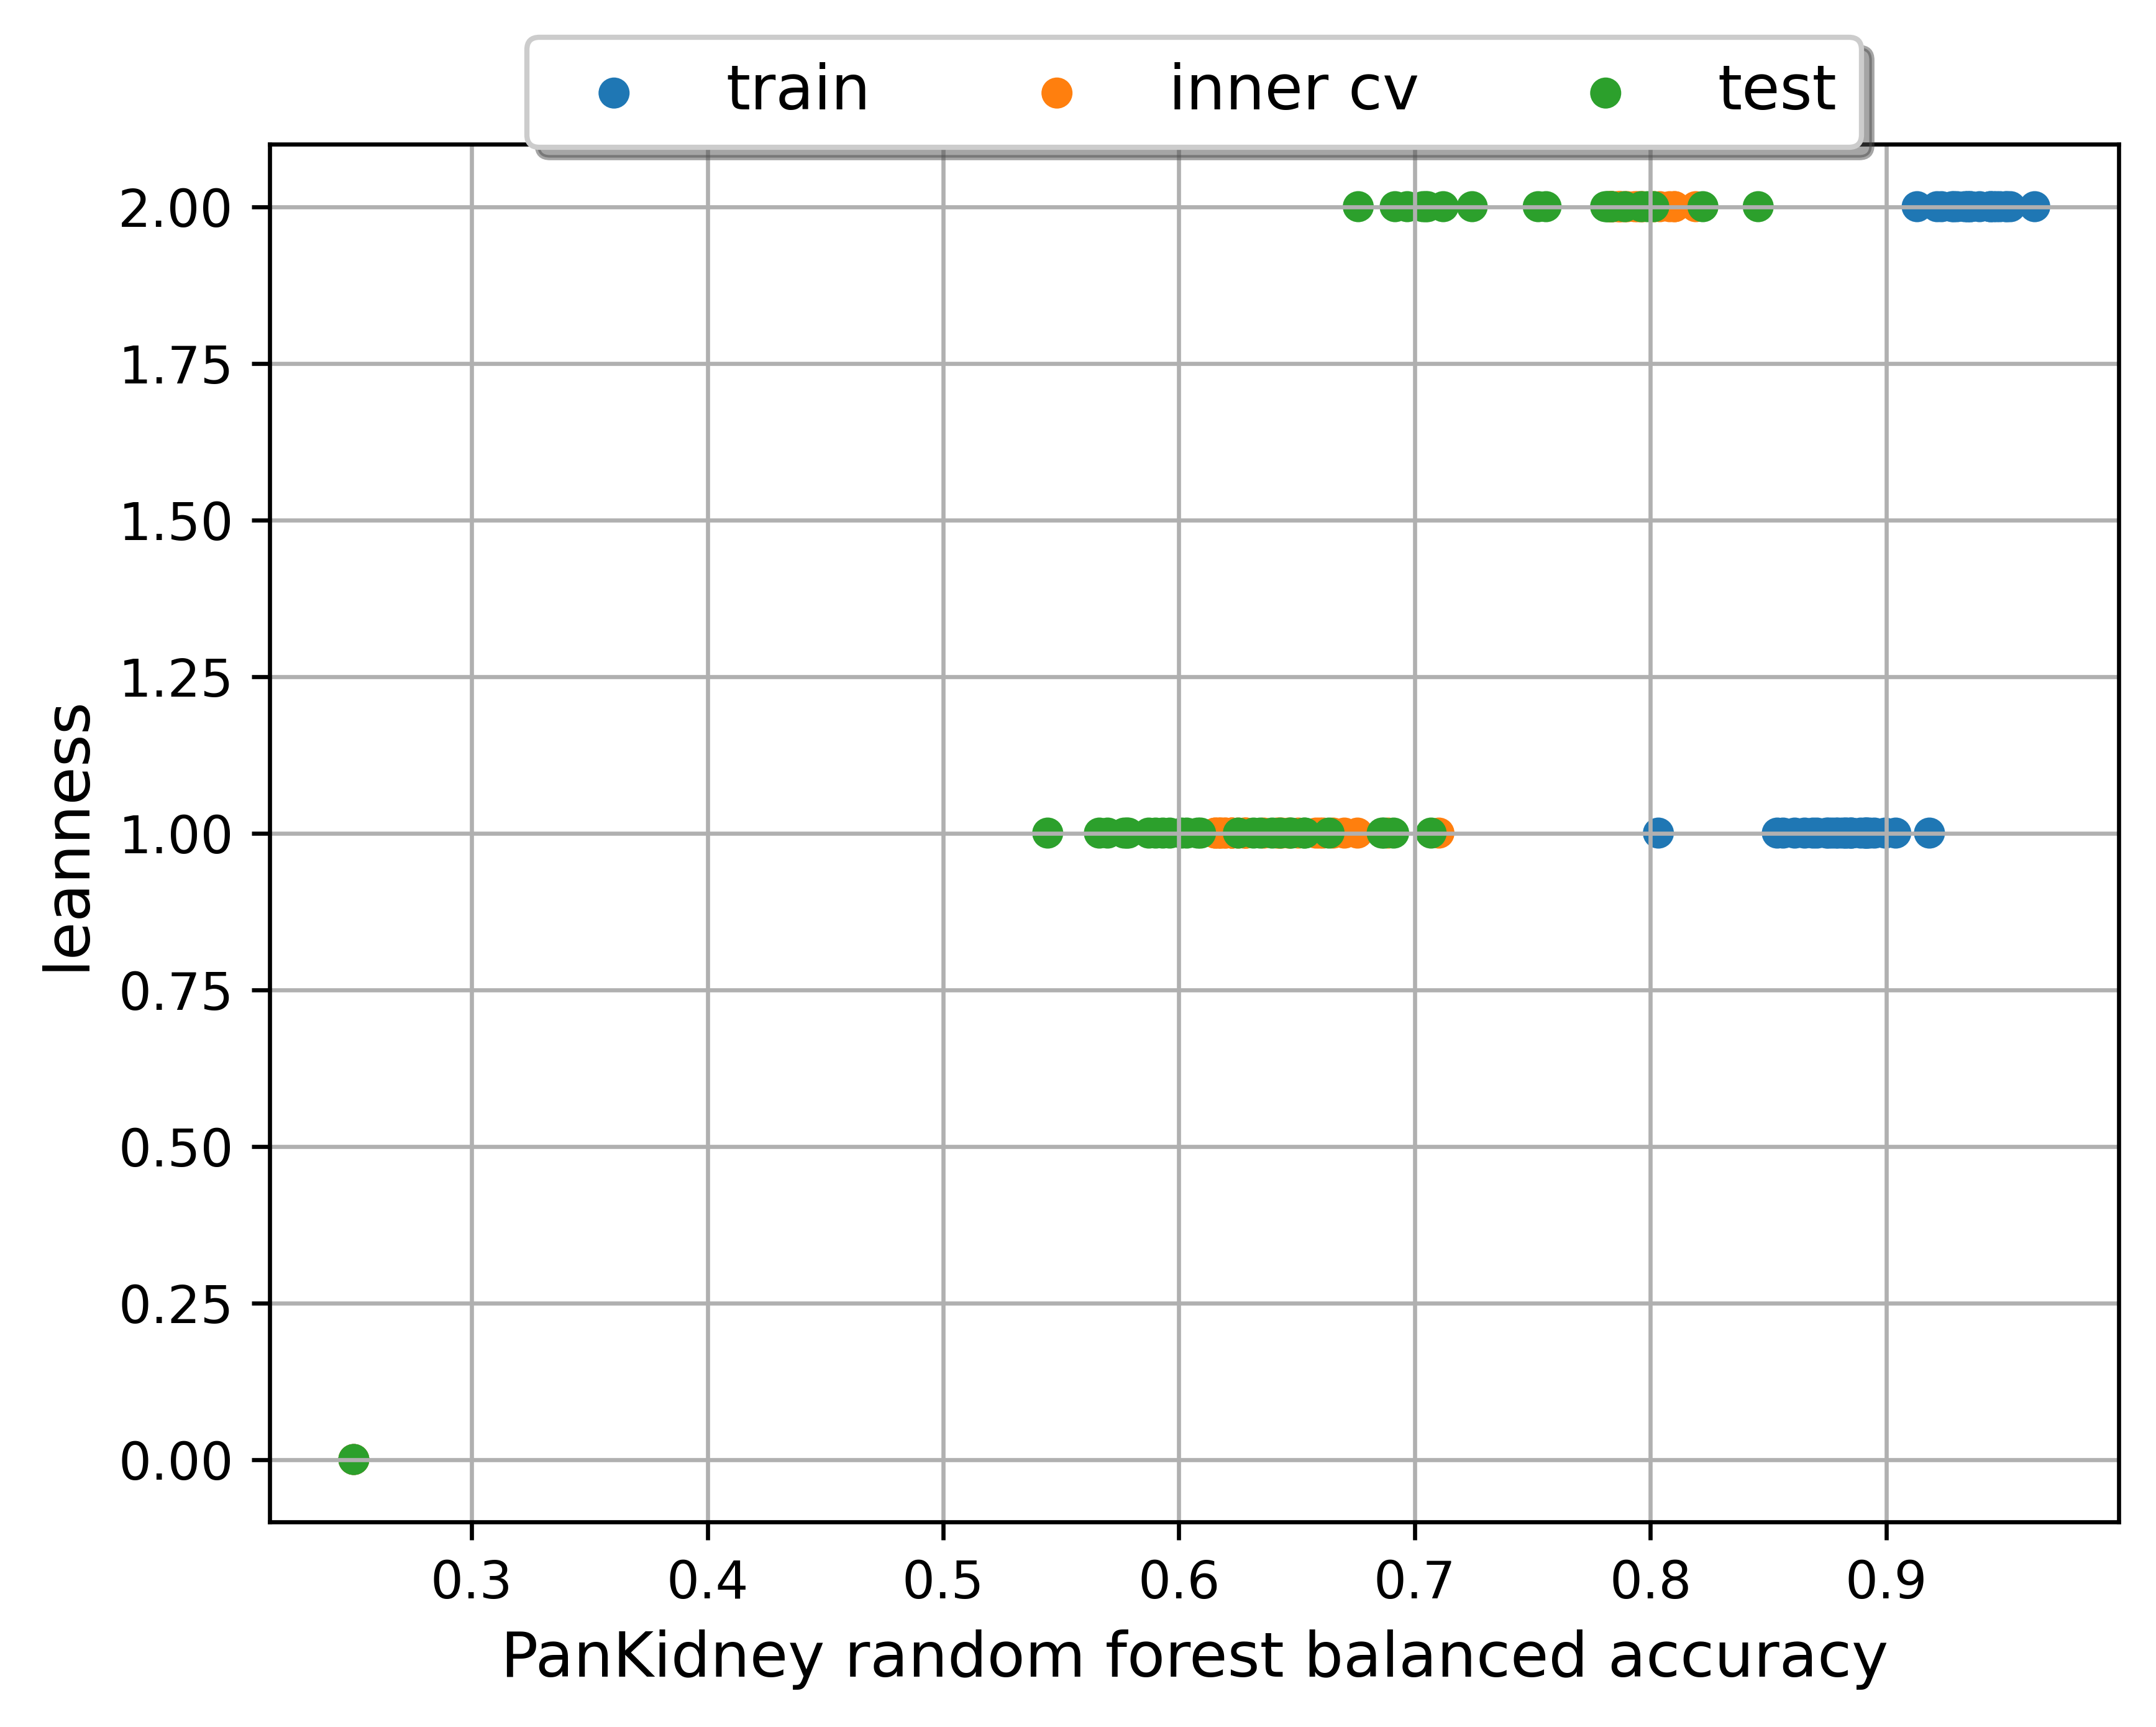 train inner cv test
2.00
1.75
1.50
1.25
1.00
0.75
0.50
0.25
0.00
leanness
0.3 0.4 0.5 0.6 0.7 0.8 0.9
PanKidney random forest balanced accuracy